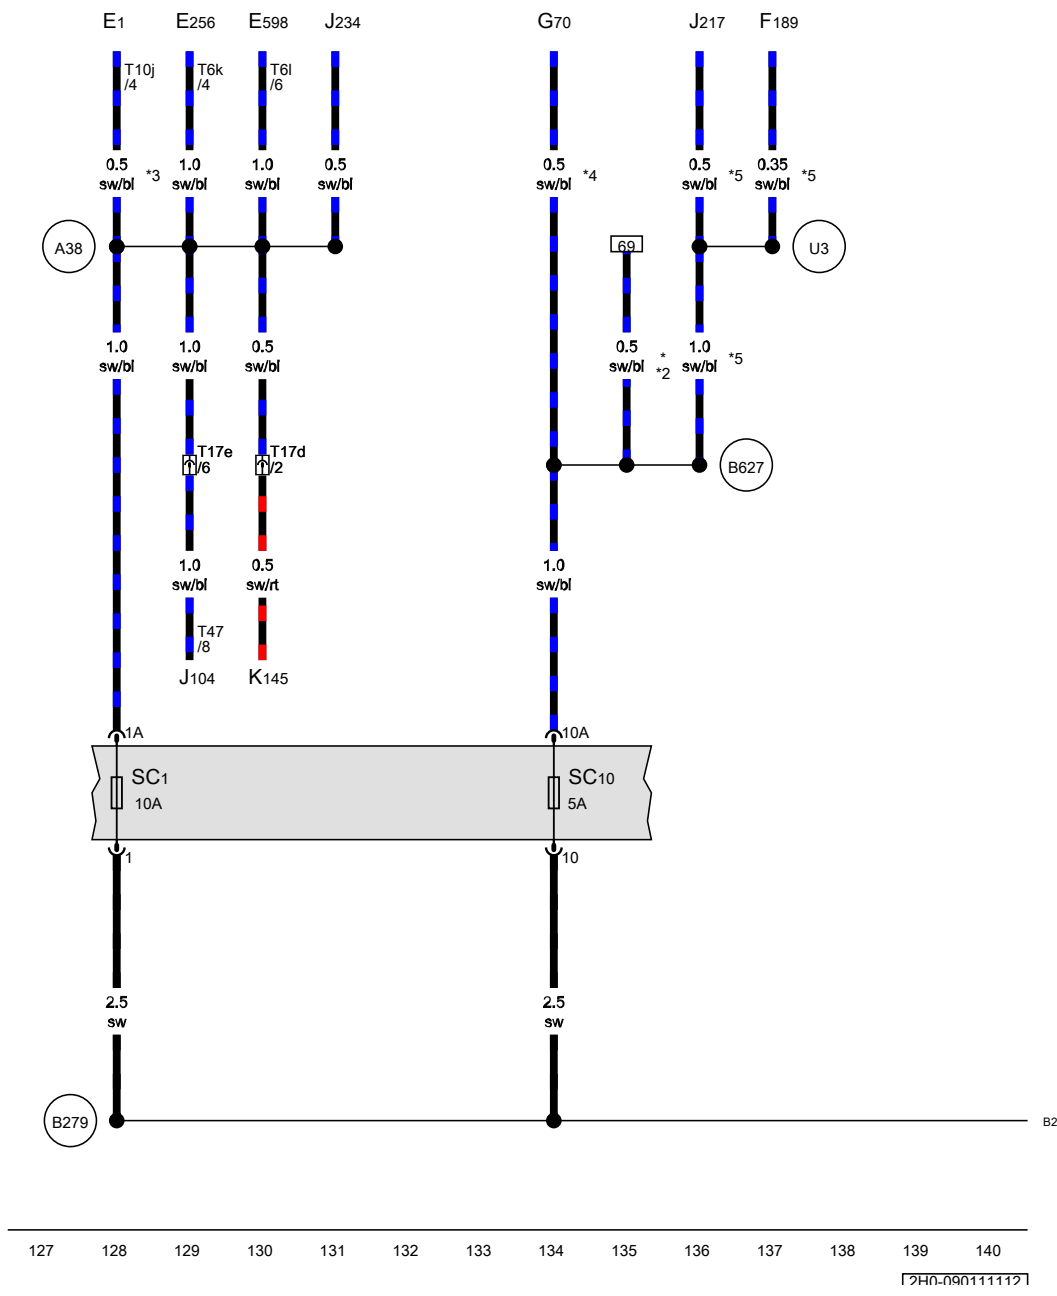 E1 E256 E598 J234 G70 J217 F189
T10j T6k T6l
/4 /4 /6
0.5 1.0 1.0 0.5 0.5 0.5 0.35
sw/bl *3 sw/bl sw/bl sw/bl sw/bl *4 sw/bl *5 sw/bl *5
A38 69 U3
1.0 1.0 0.5 0.5 * 1.0 *5
sw/bl sw/bl sw/bl sw/bl *2 sw/bl
T17e T17d
/6 /2 B627
1.0 0.5 1.0
sw/bl sw/rt sw/bl
T47
/8
J104 K145
1A 10A
SC1 SC10
10A 5A
1 10
2.5 2.5
sw sw
B279 B2
127 128 129 130 131 132 133 134 135 136 137 138 139 140
2H0-090111112